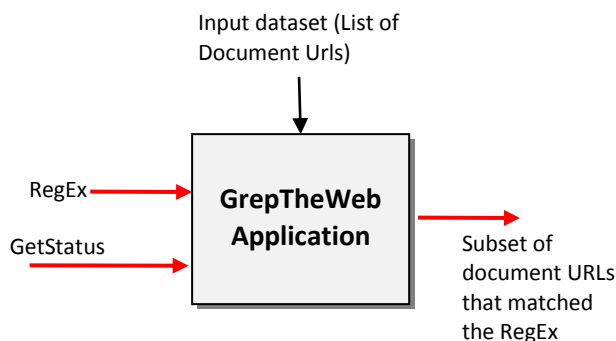 Input dataset (List of
Document Urls)
RegEx
GetStatus
GrepTheWeb
Application
Subset of
document URLs
that matched
the RegEx